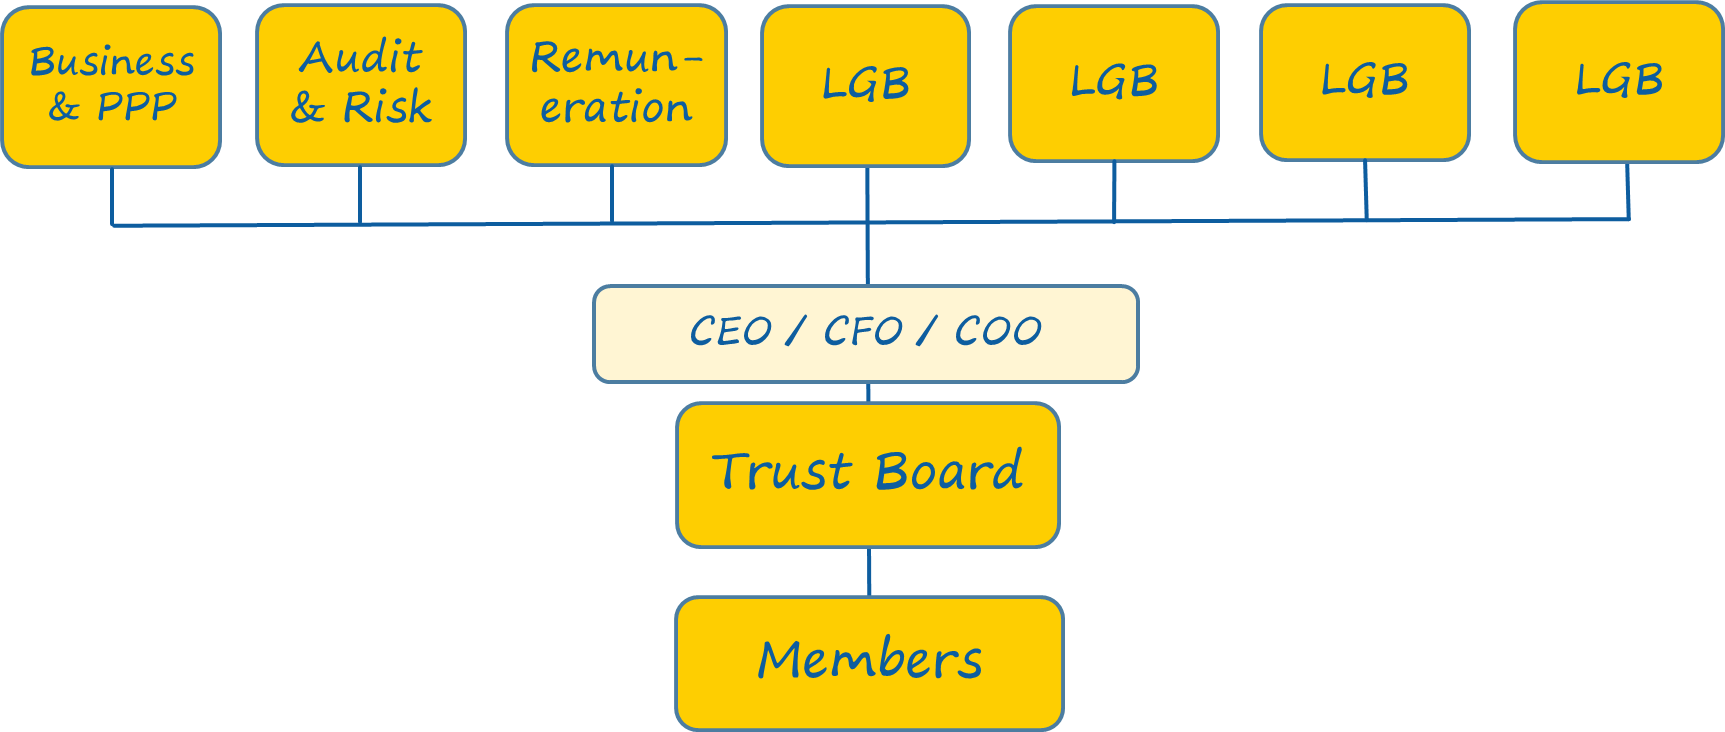 Business
& PPP
Audit
& Risk
Remun-
eration
LGB
LGB
LGB
LGB
CEO / CFO / COO
Trust Board
Members